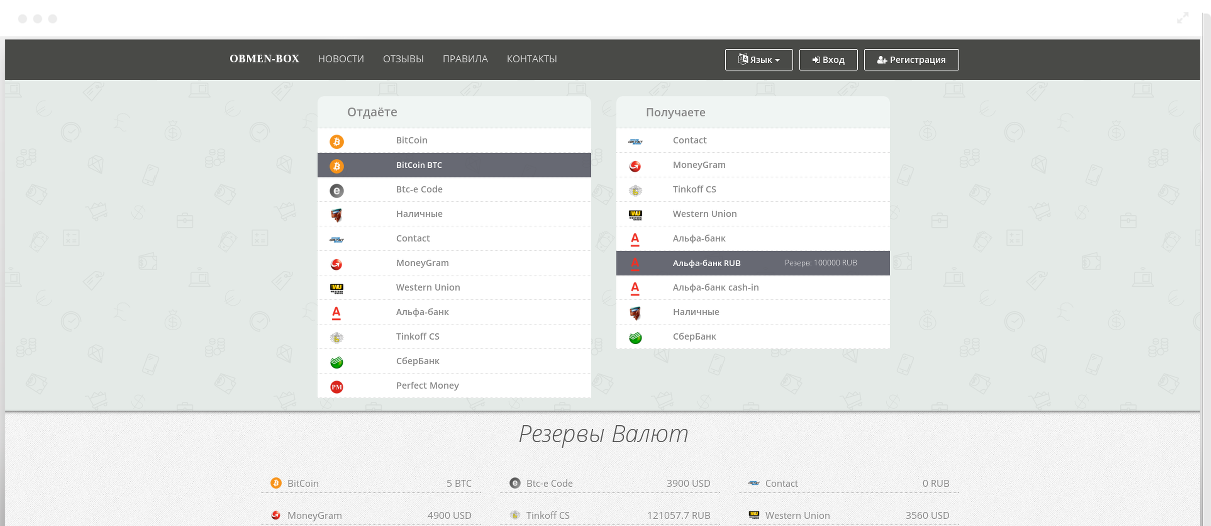 OBMEN-BOX НОВОСТИ ОТЗЫВЫ ПРАВИЛА КОНТАКТЫ Язык Вход Регистрация
Отдаёте
BitCoin
BitCoin BTC
Btc-e Code
Наличные
Contact
MoneyGram
Western Union
Альфа-банк
Tinkoff CS
СберБанк
Perfect Money
Получаете
Contact
MoneyGram
Tinkoff CS
Western Union
Альфа-банк
Альфа-банк RUB Резерв: 100000 RUB
Альфа-банк cash-in
Наличные
СберБанк
Резервы Валют
BitCoin 5 BTC Btc-e Code 3900 USD Contact 0 RUB
MoneyGram 4900 USD Tinkoff CS 121057.7 RUB Western Union 3560 USD